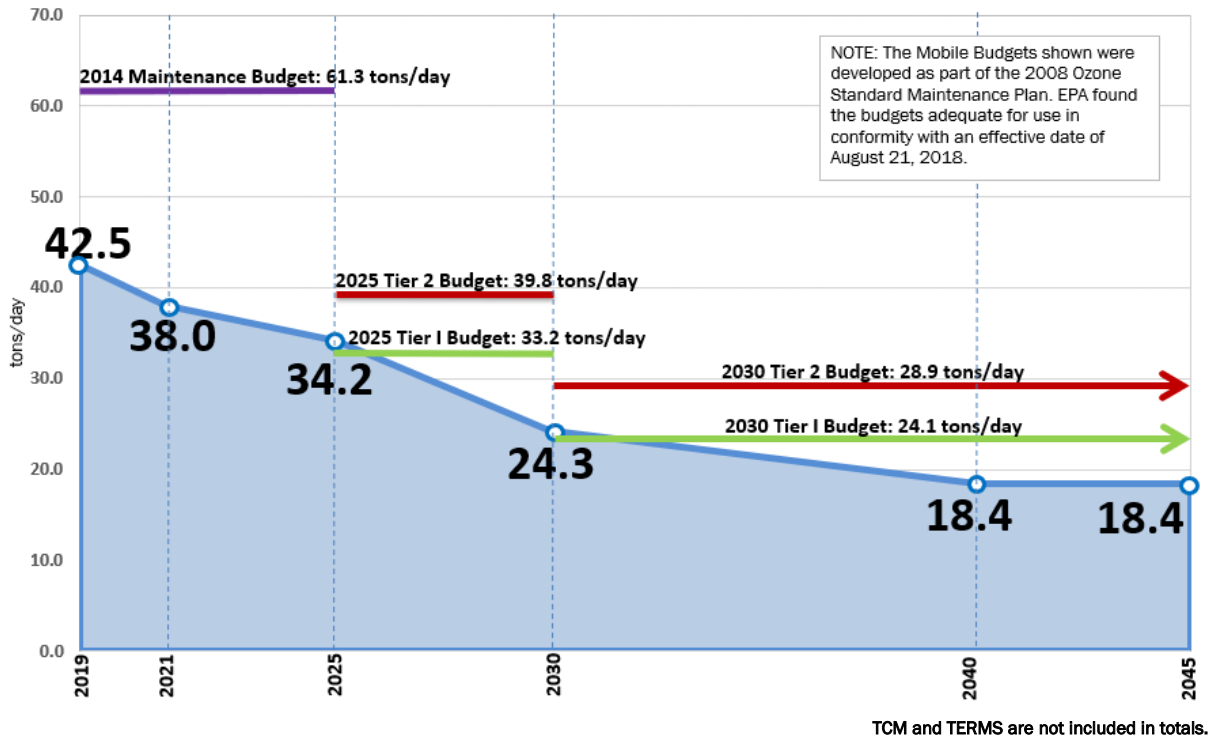 70.0
60.0
50.0
40.0
30.0
20.0
10.0
0.0
tons/day
2014 Maintenance Budget: 61.3 tons/day
NOTE: The Mobile Budgets shown were
developed as part of the 2008 Ozone
Standard Maintenance Plan. EPA found
the budgets adequate for use in
conformity with an effective date of
August 21, 2018.
42.5
38.0
34.2
2025 Tier 2 Budget: 39.8 tons/day
2025 Tier I Budget: 33.2 tons/day
24.3
2030 Tier 2 Budget: 28.9 tons/day
2030 Tier I Budget: 24.1 tons/day
18.4
18.4
2019
2021
2025
2030
2040
2045
TCM and TERMS are not included in totals.